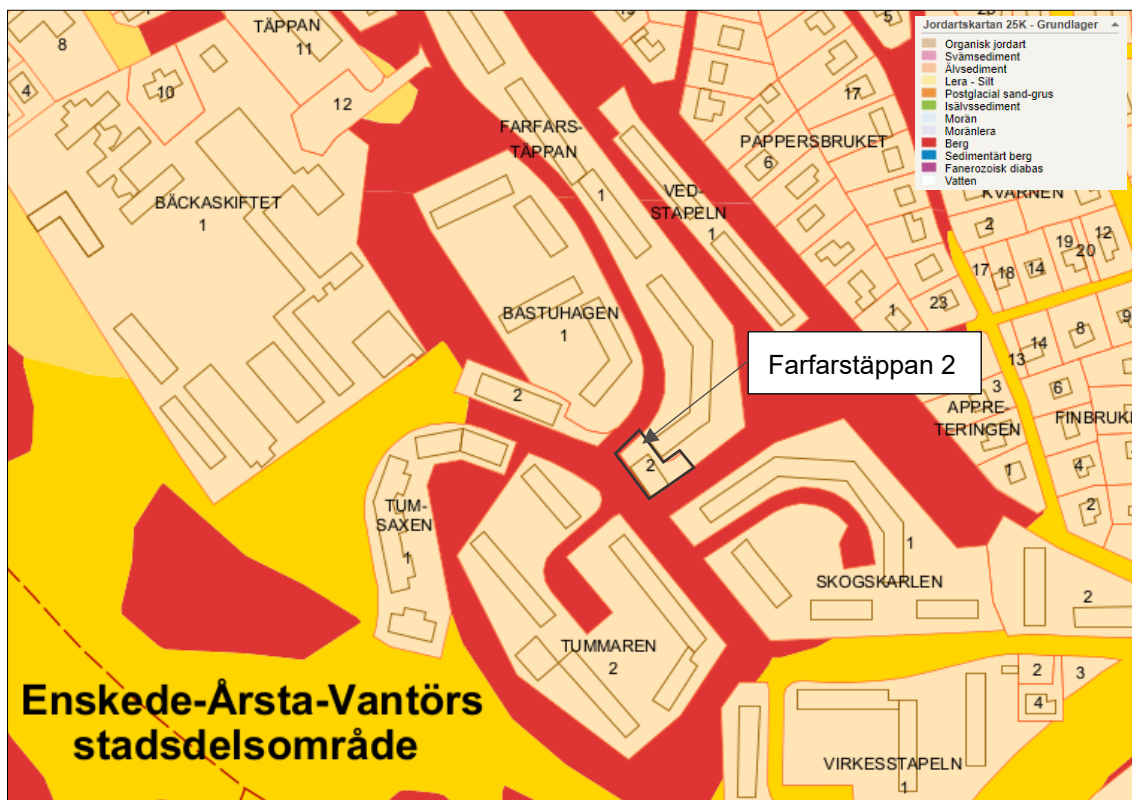 8
4
TÄPPAN
11
10
12
BÄCKASKIFTET
1
FARFARS-
TÄPPAN
1
VED-
STAPELN
1
PAPPERSBRUKET
6
17
5
Jordartskartan 25K - Grundlager
Organisk jordart
Svämsediment
Älvsediment
Lera - Silt
Postglacial sand-grus
Isälvssediment
Morän
Moränlera
Berg
Sedimentärt berg
Fanerozoisk diabas
Vatten
KVARNEN
2
17
18
14
19
20
12
1
23
BASTUHAGEN
1
2
Farfarstäppan 2
2
13
14
8
9
3
6
APPRE-
TERINGEN
1
FINBRUKE
4
2
TUM-
SAXEN
1
1
SKOGSKARLEN
2
TUMMAREN
2
2
3
4
VIRKESSTAPELN
1
Enskede-Årsta-Vantörs
stadsdelsområde